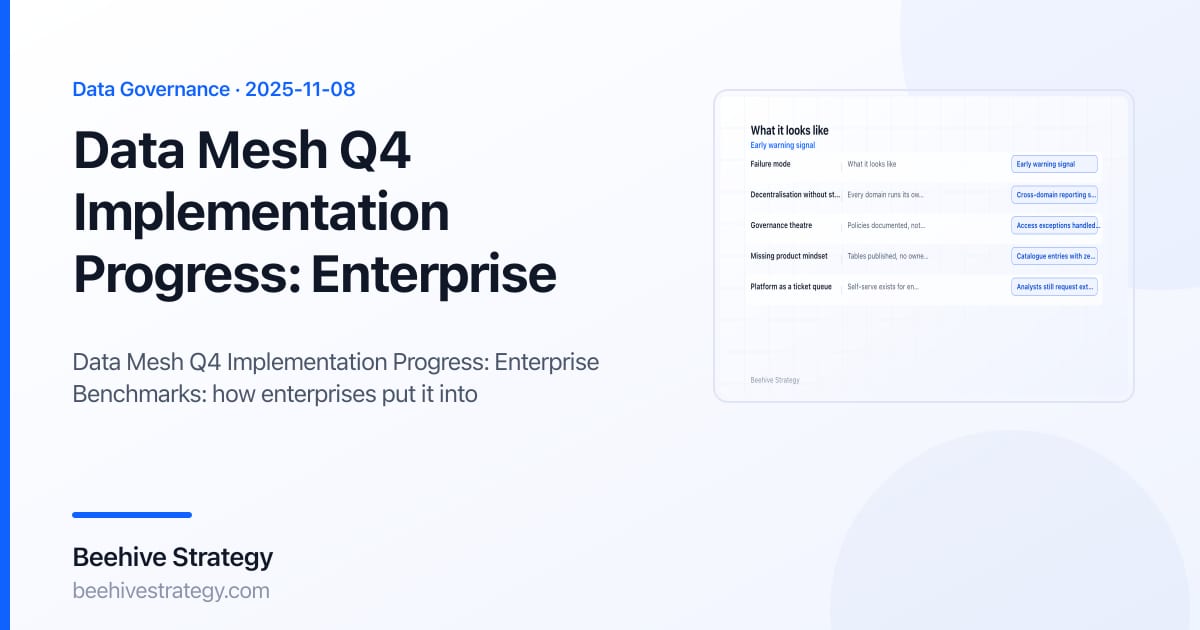 Data Governance · 2025-11-08
Data Mesh Q4
Implementation
Progress: Enterprise
Data Mesh Q4 Implementation Progress: Enterprise
Benchmarks: how enterprises put it into
Beehive Strategy
beehivestrategy.com
What it looks like
Early warning signal
Failure mode What it looks like Early warning signal
Decentralisation without st... Every domain runs its ow... Cross-domain reporting s...
Governance theatre Policies documented, not... Access exceptions handled...
Missing product mindset Tables published, no owne... Catalogue entries with ze...
Platform as a ticket queue Self-serve exists for en... Analysts still request ext...
Beehive Strategy